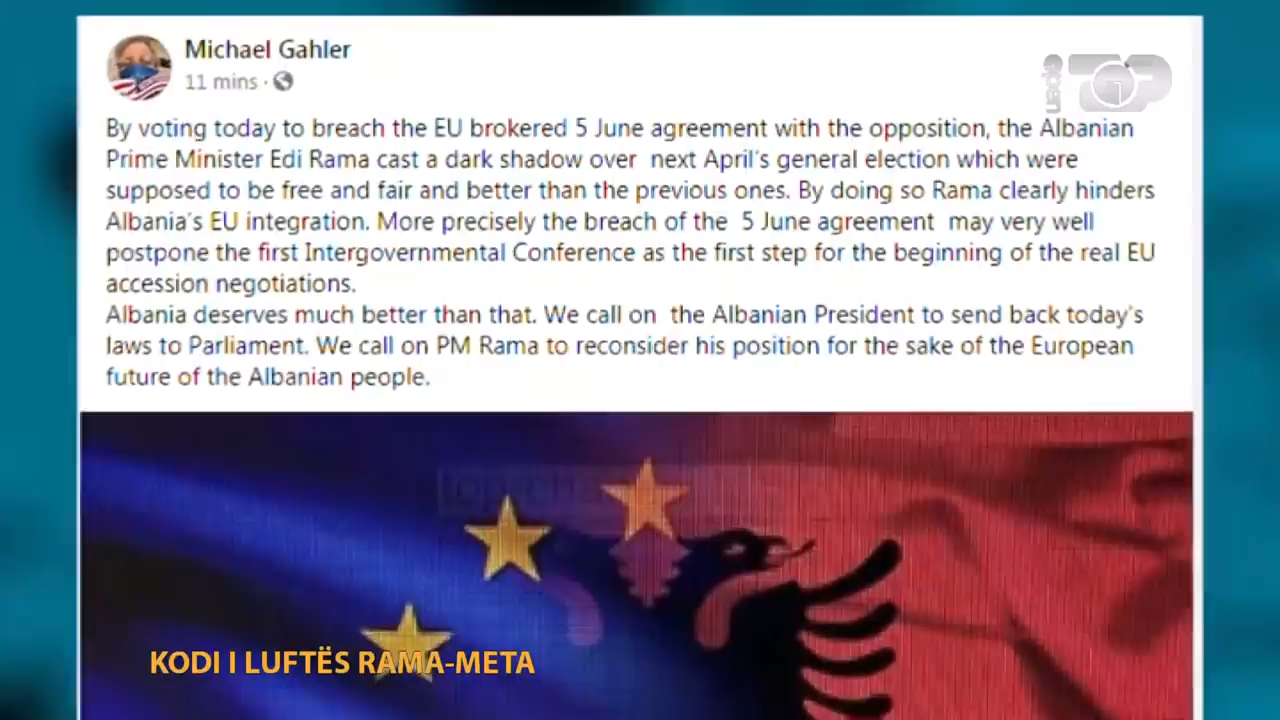 Michael Gahler
11 mins ·
By voting today to breach the EU brokered 5 June agreement with the opposition, the Albanian
Prime Minister Edi Rama cast a dark shadow over next April's general election which were
supposed to be free and fair and better than the previous ones. By doing so Rama clearly hinders
Albania's EU integration. More precisely the breach of the 5 June agreement may very well
postpone the first Intergovernmental Conference as the first step for the beginning of the real EU
accession negotiations.
Albania deserves much better than that. We call on the Albanian President to send back today's
laws to Parliament. We call on PM Rama to reconsider his position for the sake of the European
future of the Albanian people.
open
TOP
KODI I LUFTËS RAMA-META